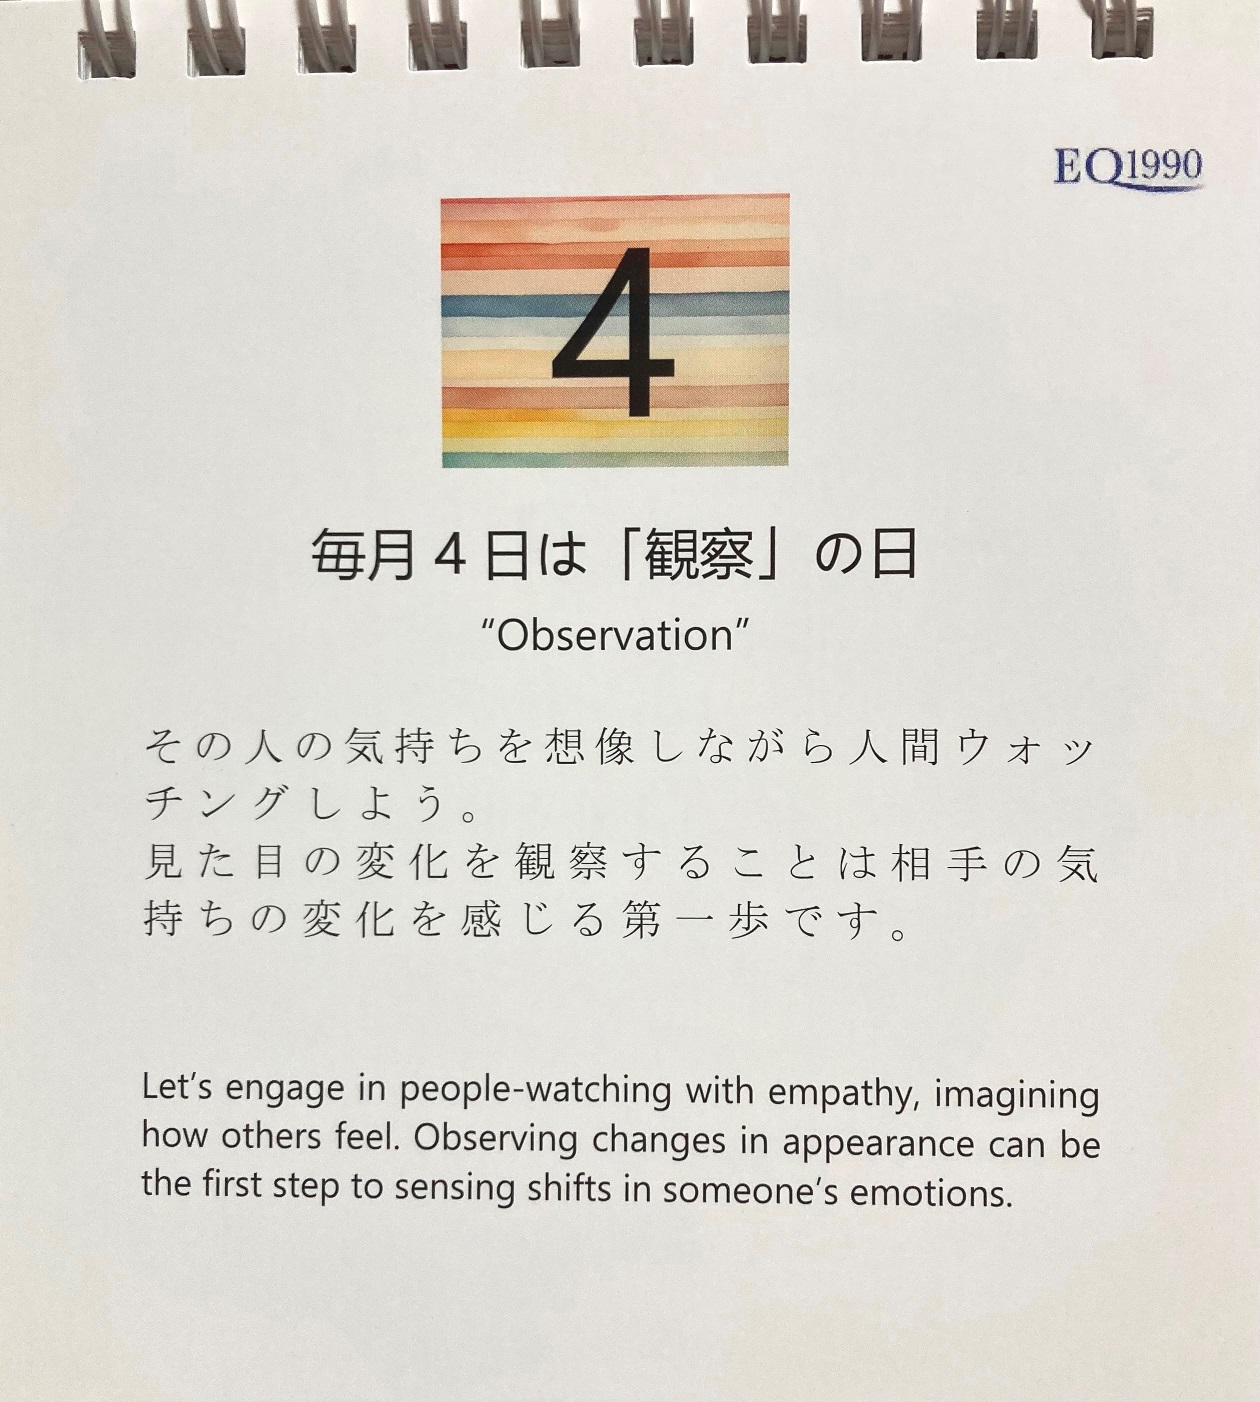 EQ1990
4
毎月４日は「観察」の日
“Observation”
その人の気持ちを想像しながら人間ウォッ
チングしよう。
見た目の変化を観察することは相手の気
持ちの変化を感じる第一歩です。
Let’s engage in people-watching with empathy, imagining
how others feel. Observing changes in appearance can be
the first step to sensing shifts in someone’s emotions.